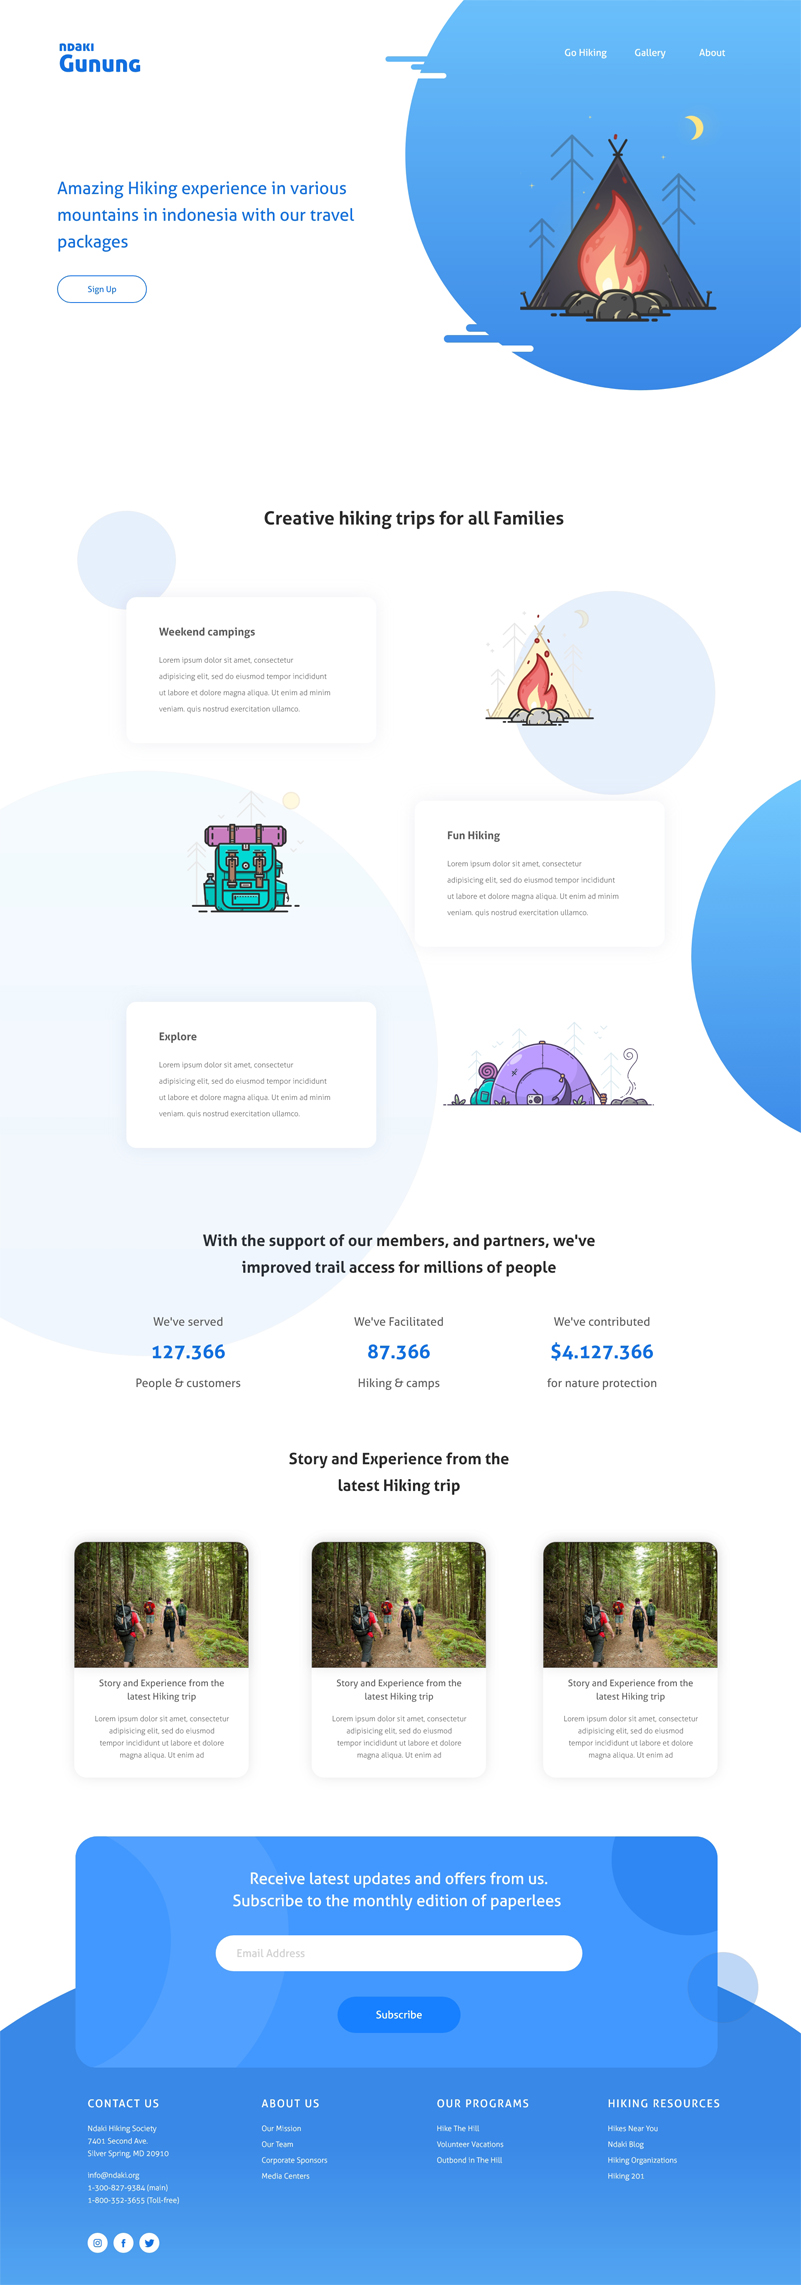 NDAKI
Gunung
Go Hiking
Gallery
About
Amazing Hiking experience in various
mountains in indonesia with our travel
packages
Sign Up
Creative hiking trips for all Families
Weekend campings
Lorem ipsum dolor sit amet, consectetur
adipisicing elit, sed do eiusmod tempor incididunt
ut labore et dolore magna aliqua. Ut enim ad minim
veniam. quis nostrud exercitation ullamco.
Fun Hiking
Lorem ipsum dolor sit amet, consectetur
adipisicing elit, sed do eiusmod tempor incididunt
ut labore et dolore magna aliqua. Ut enim ad minim
veniam. quis nostrud exercitation ullamco.
Explore
Lorem ipsum dolor sit amet, consectetur
adipisicing elit, sed do eiusmod tempor incididunt
ut labore et dolore magna aliqua. Ut enim ad minim
veniam. quis nostrud exercitation ullamco.
With the support of our members, and partners, we've
improved trail access for millions of people
We've served
127.366
People & customers
We've Facilitated
87.366
Hiking & camps
We've contributed
$4.127.366
for nature protection
Story and Experience from the
latest Hiking trip
Story and Experience from the
latest Hiking trip
Lorem ipsum dolor sit amet, consectetur
adipisicing elit, sed do eiusmod
tempor incididunt ut labore et dolore
magna aliqua. Ut enim ad
Story and Experience from the
latest Hiking trip
Lorem ipsum dolor sit amet, consectetur
adipisicing elit, sed do eiusmod
tempor incididunt ut labore et dolore
magna aliqua. Ut enim ad
Story and Experience from the
latest Hiking trip
Lorem ipsum dolor sit amet, consectetur
adipisicing elit, sed do eiusmod
tempor incididunt ut labore et dolore
magna aliqua. Ut enim ad
Receive latest updates and offers from us.
Subscribe to the monthly edition of paperlees
Email Address
Subscribe
CONTACT US
Ndaki Hiking Society
7401 Second Ave.
Silver Spring, MD 20910
info@ndaki.org
1-300-827-9384 (main)
1-800-352-3655 (Toll-free)
ABOUT US
Our Mission
Our Team
Corporate Sponsors
Media Centers
OUR PROGRAMS
Hike The Hill
Volunteer Vacations
Outbond in The Hill
HIKING RESOURCES
Hikes Near You
Ndaki Blog
Hiking Organizations
Hiking 201